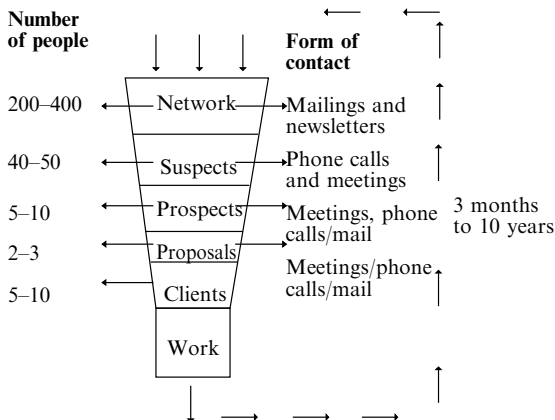 Number
of people
Form of
contact
200–400
Network
Mailings and
newsletters
40–50
Suspects
Phone calls
and meetings
5–10
Prospects
Meetings, phone
calls/mail
3 months
to 10 years
2–3
Proposals
Meetings/phone
calls/mail
5–10
Clients
Work